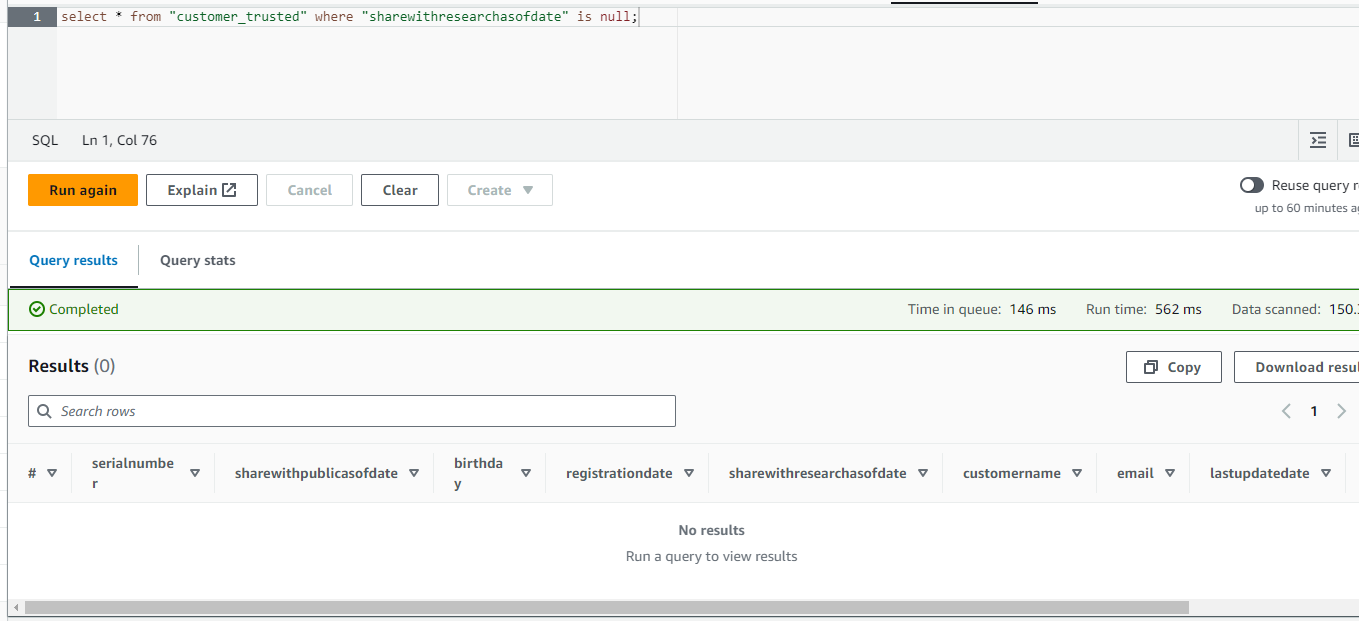 1 select * from "customer_trusted" where "sharewithresearchasofdate" is null;
SQL Ln 1, Col 76
Run again Explain Cancel Clear Create Reuse query r
up to 60 minutes ag
Query results Query stats
Completed Time in queue: 146 ms Run time: 562 ms Data scanned: 150.
Results (0) Copy Download resul
Search rows 1
# serialnumbe
r sharewithpublicasofdate birthda
y registrationdate sharewithresearchasofdate customername email lastupdatedate
No results
Run a query to view results